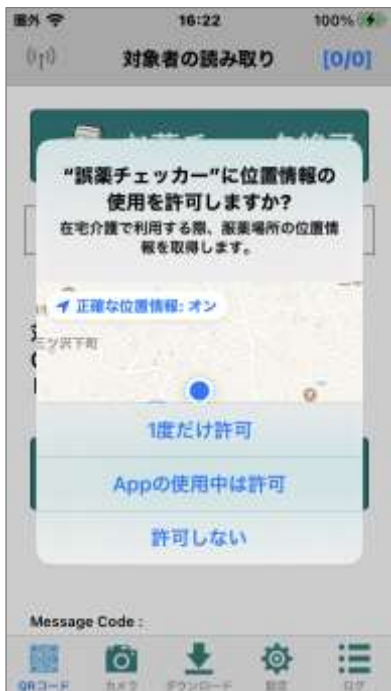 圏外 16:22 100%
対象者の読み取り [0/0]
"誤薬チェッカー"に位置情報の
使用を許可しますか?
在宅介護で利用する際、服薬場所の位置情
報を取得します。
正確な位置情報: オン
三ツ沢下町
1度だけ許可
Appの使用中は許可
許可しない
Message Code :
QRコード カメラ ダウンロード 設定 ログ